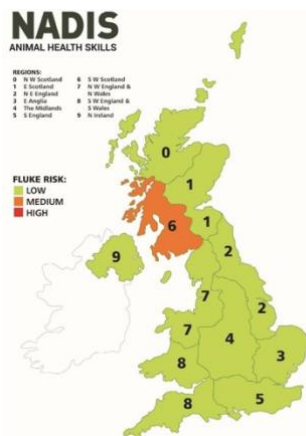 NADIS
ANIMAL HEALTH SKILLS
REGIONS:
0 N W Scotland
1 E Scotland
2 N E England
3 E Anglia
4 The Midlands
5 S England
6 S W Scotland
7 N W England &
N Wales
8 S W England &
S Wales
9 N Ireland
FLUKE RISK:
LOW
MEDIUM
HIGH
0
1
6
1
9
2
7
2
7
4
3
8
5
8